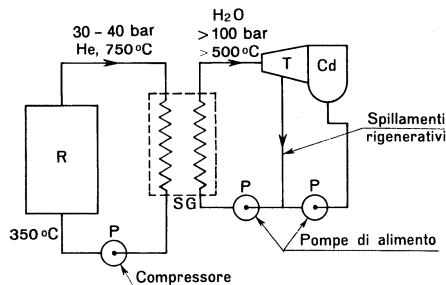 30 – 40 bar
He, 750°C
H₂O
>100 bar
>500°C
T
Cd
R
SG
Spillamenti
rigenerativi
P
P
P
350°C
Pompe di alimento
Compressore